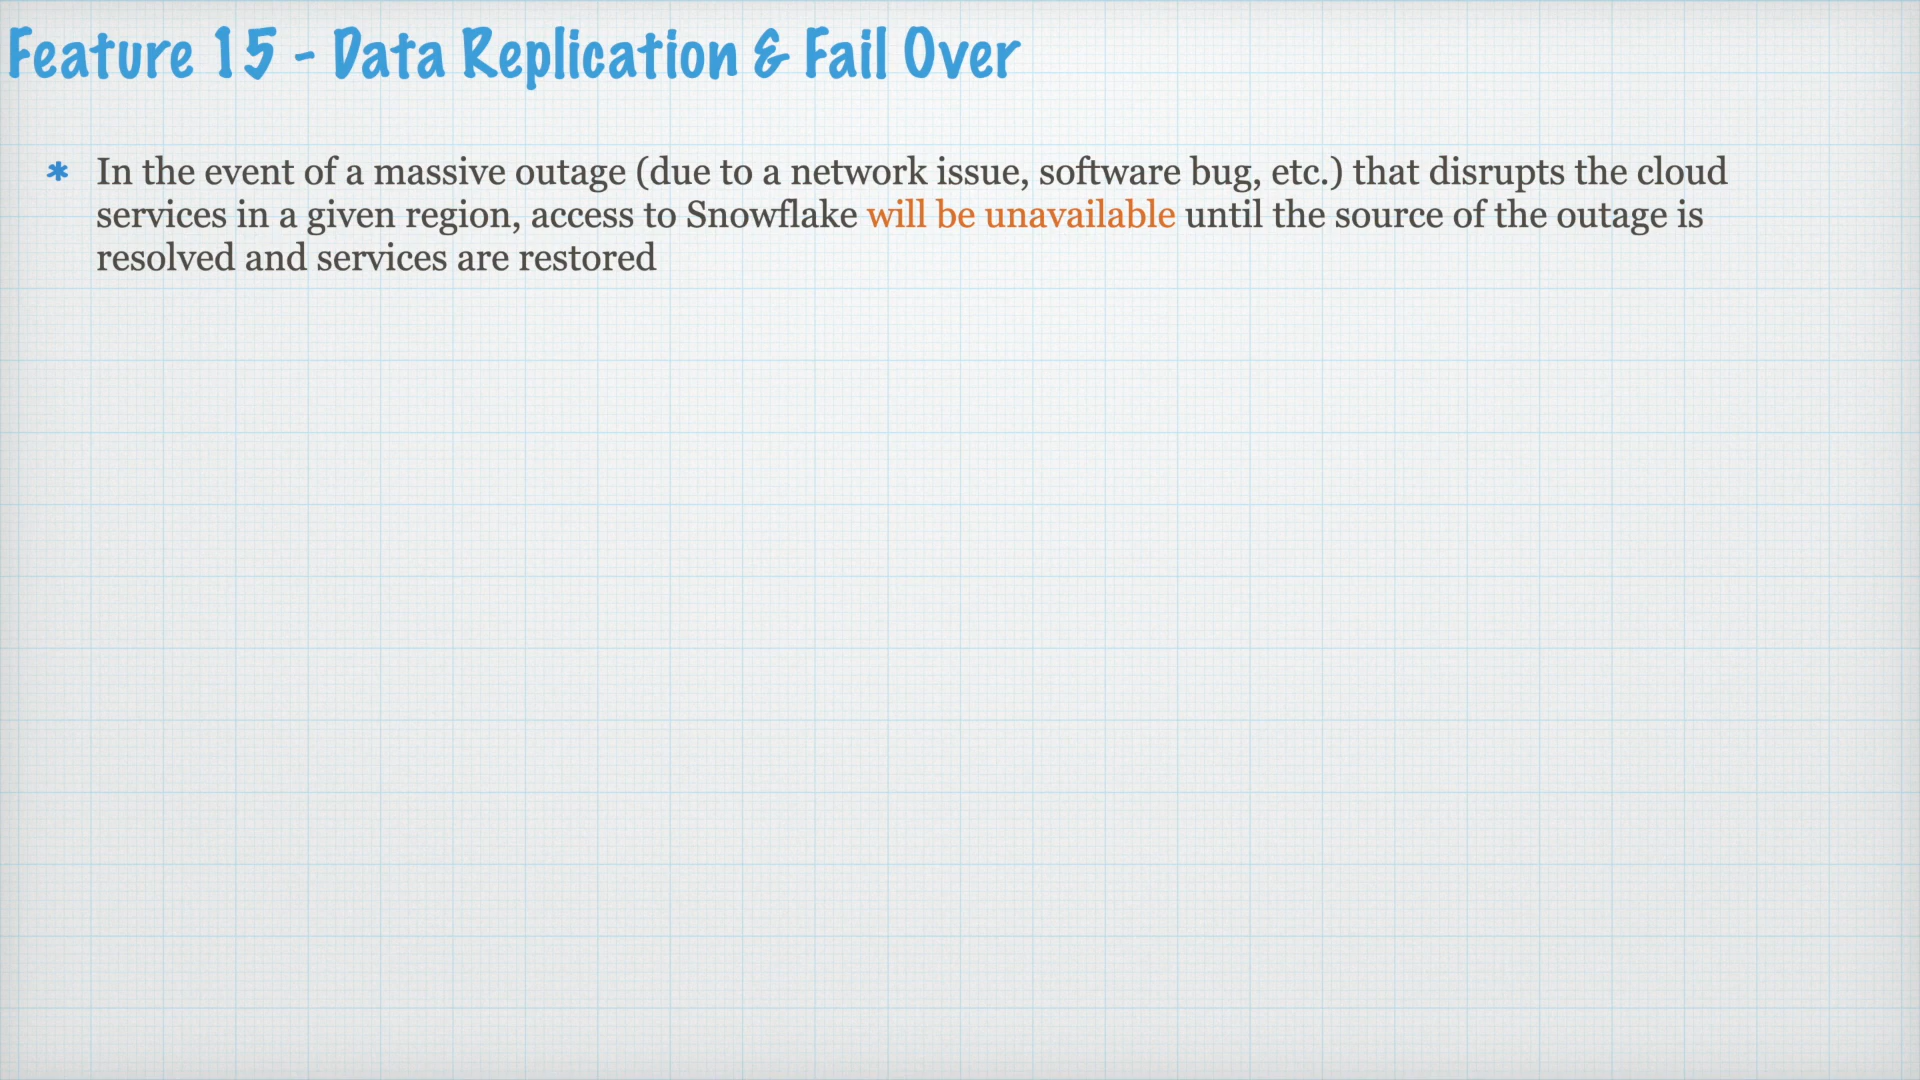 Feature 15 - Data Replication & Fail Over
* In the event of a massive outage (due to a network issue, software bug, etc.) that disrupts the cloud
services in a given region, access to Snowflake will be unavailable until the source of the outage is
resolved and services are restored